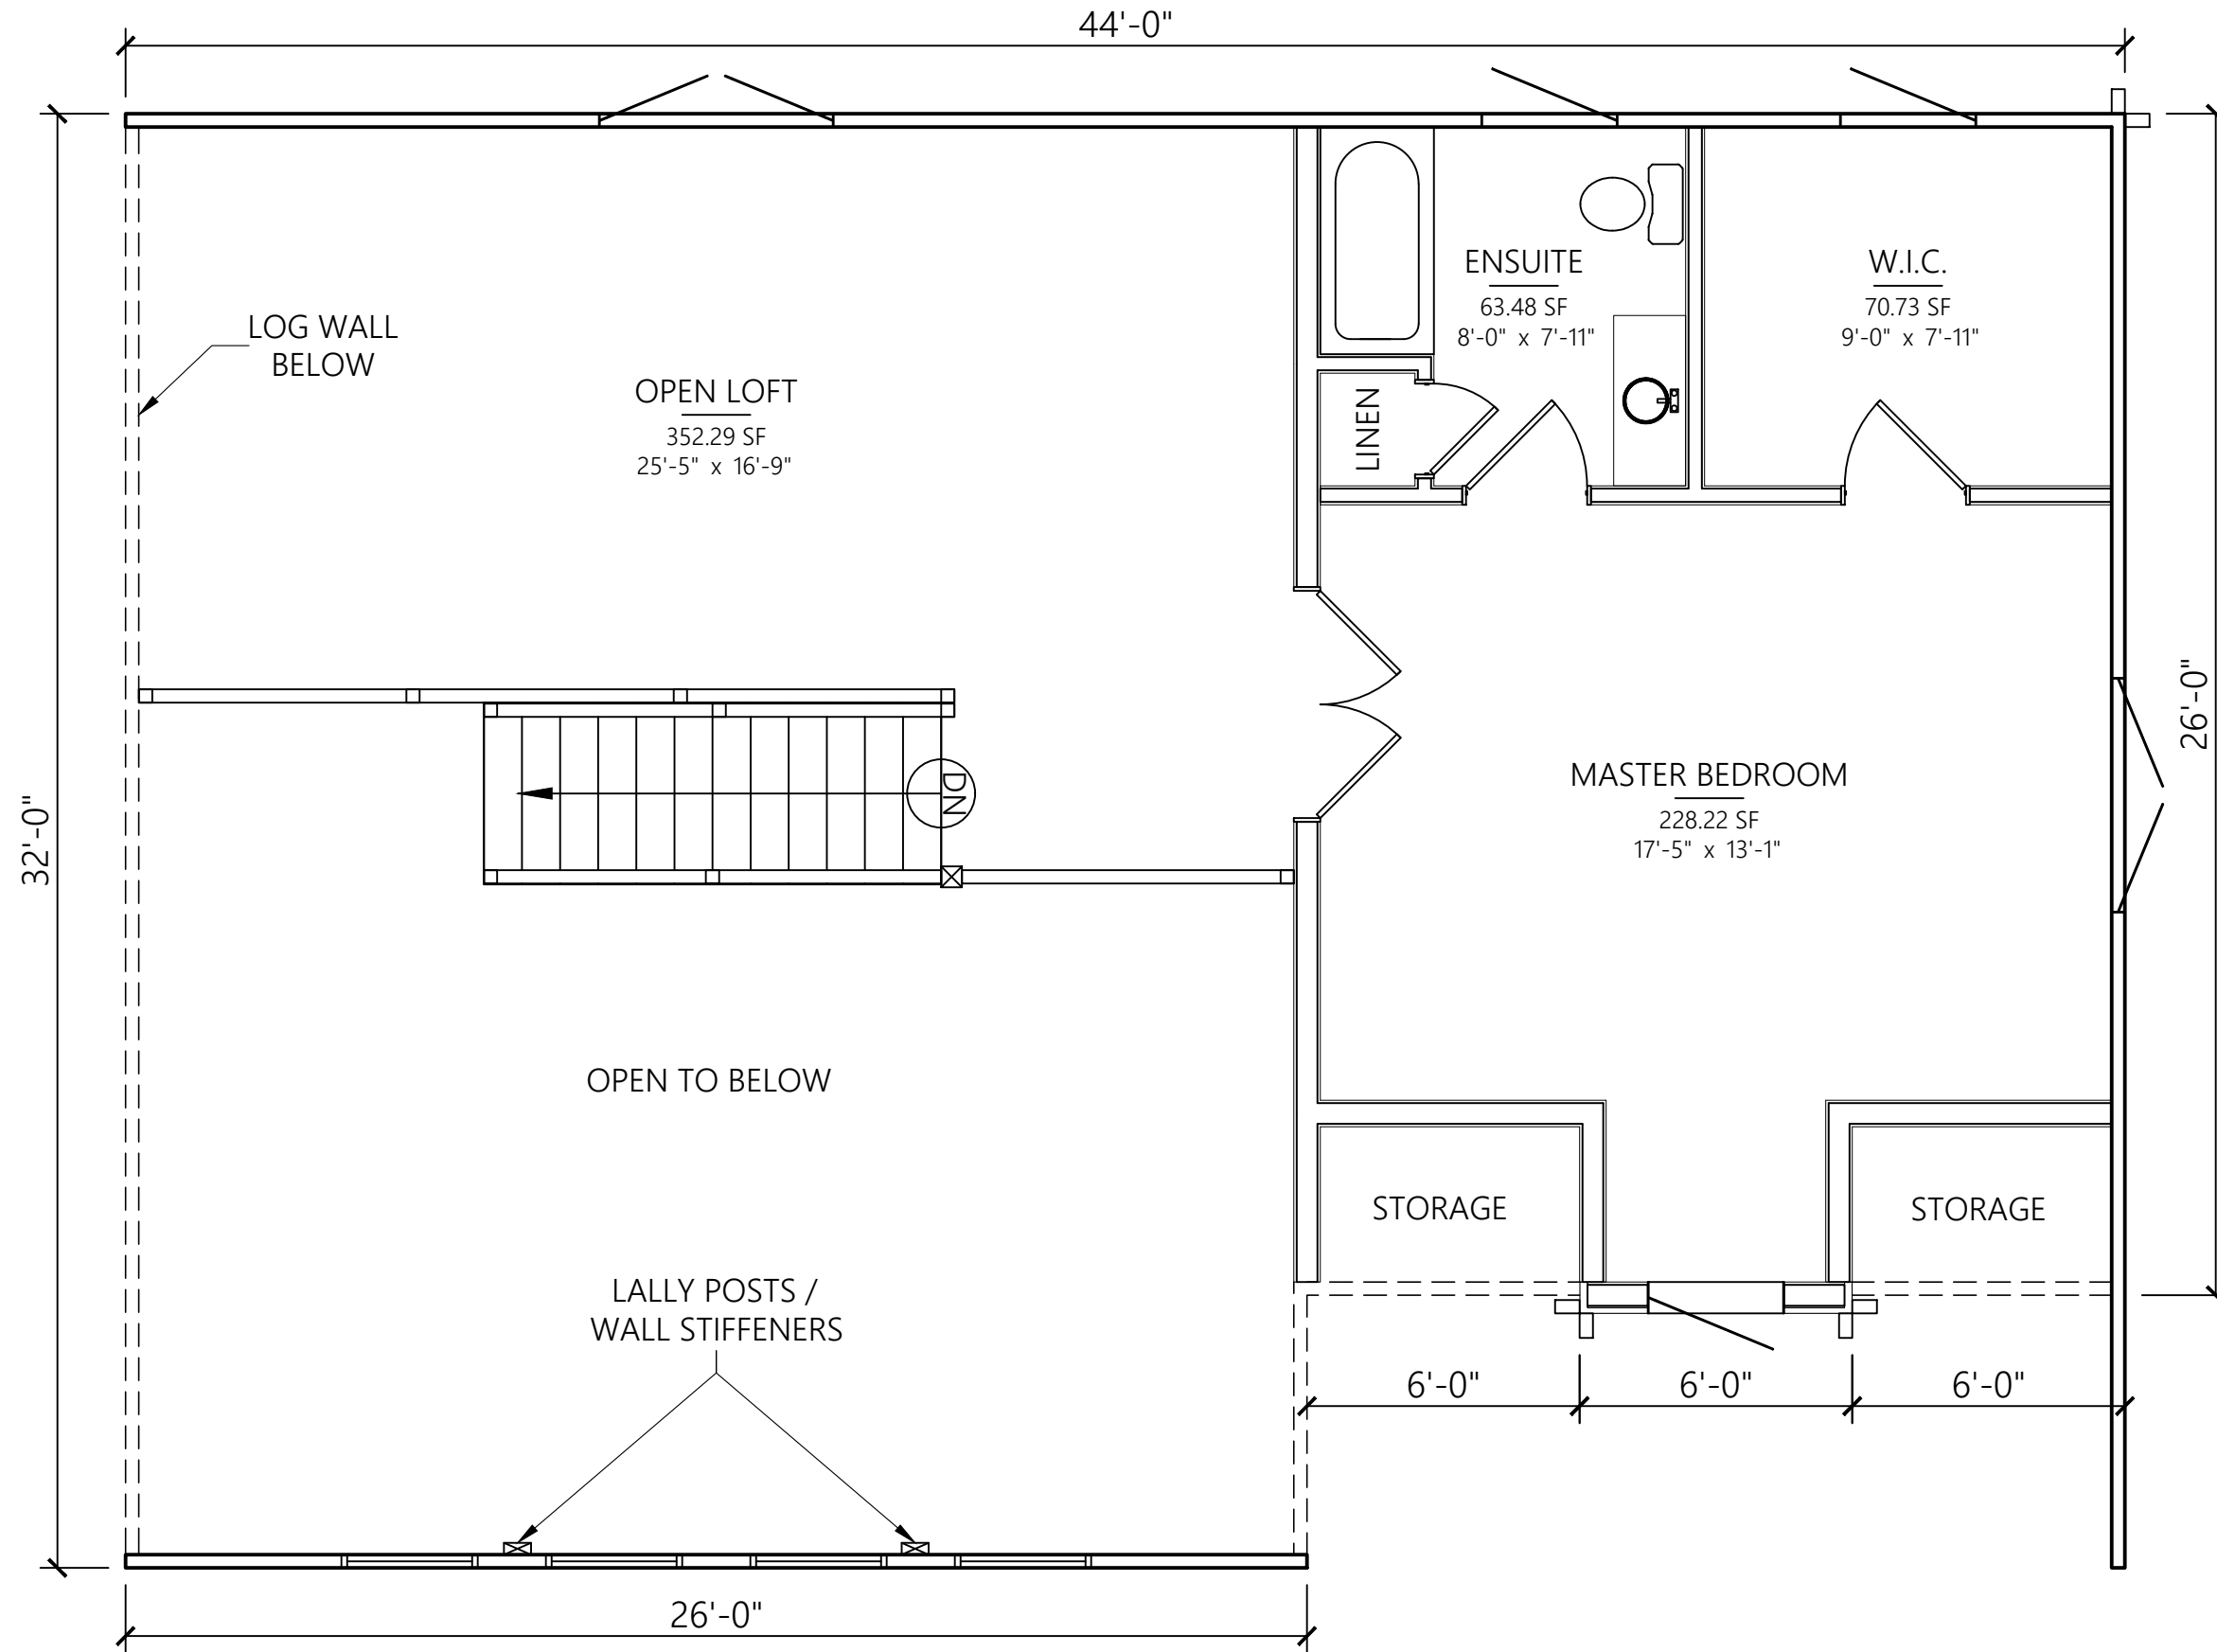 44'-0"
LOG WALL
BELOW
OPEN LOFT
352.29 SF
25'-5" x 16'-9"
ENSUITE
63.48 SF
8'-0" x 7'-11"
W.I.C.
70.73 SF
9'-0" x 7'-11"
LINEN
DN
MASTER BEDROOM
228.22 SF
17'-5" x 13'-1"
26'-0"
32'-0"
OPEN TO BELOW
STORAGE
STORAGE
LALLY POSTS /
WALL STIFFENERS
6'-0"
6'-0"
6'-0"
26'-0"